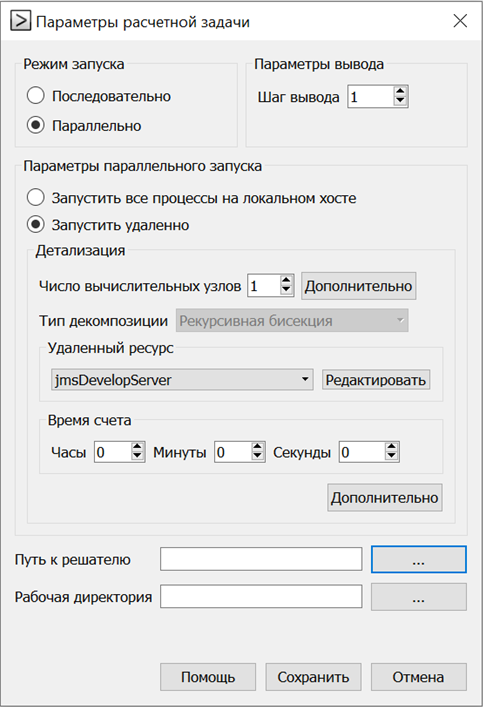 Параметры расчетной задачи
Режим запуска
Последовательно
Параллельно
Параметры вывода
Шаг вывода 1
Параметры параллельного запуска
Запустить все процессы на локальном хосте
Запустить удаленно
Детализация
Число вычислительных узлов 1 Дополнительно
Тип декомпозиции Рекурсивная бисекция
Удаленный ресурс
jmsDevelopServer Редактировать
Время счета
Часы 0 Минуты 0 Секунды 0
Дополнительно
Путь к решателю ...
Рабочая директория ...
Помощь Сохранить Отмена